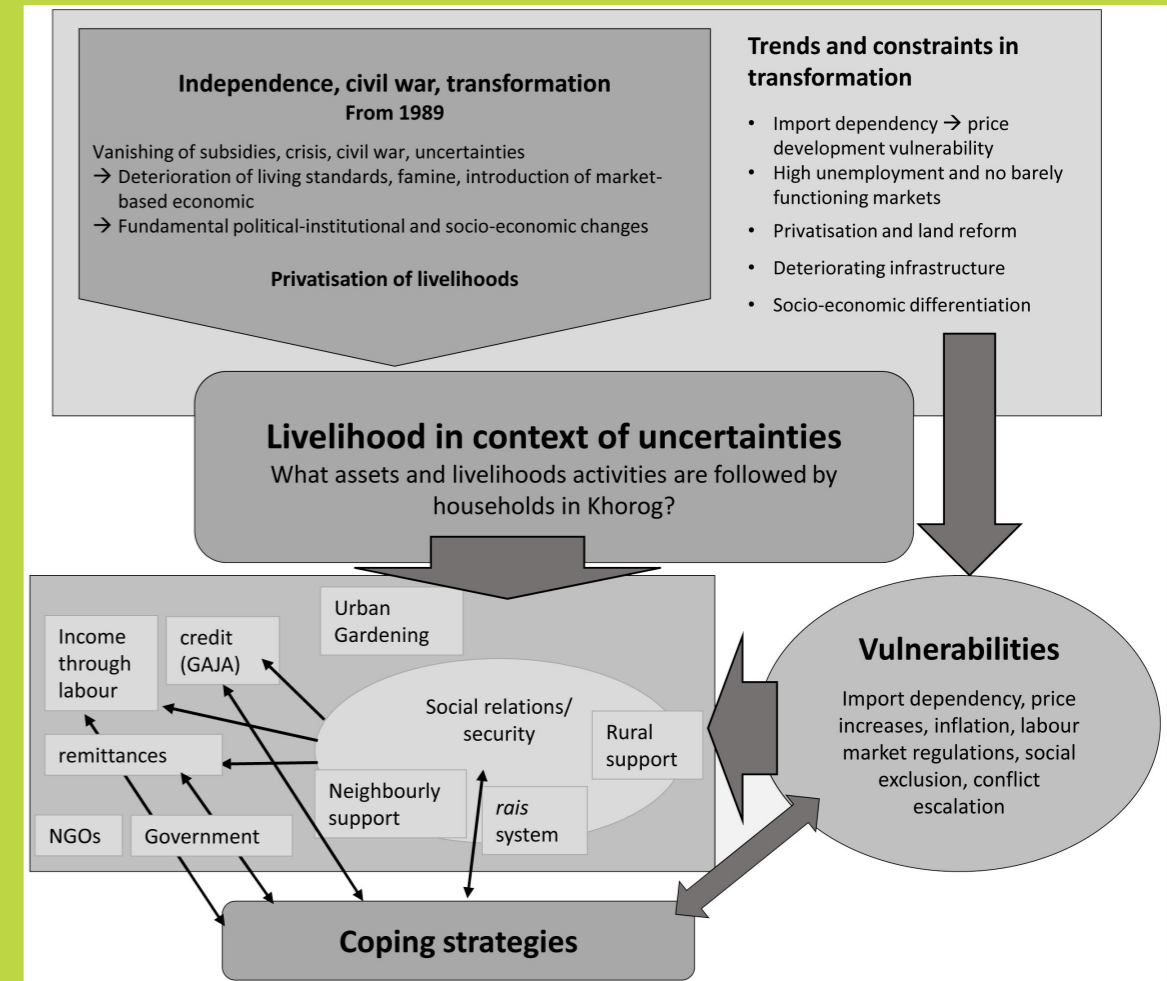 Independence, civil war, transformation
From 1989
Vanishing of subsidies, crisis, civil war, uncertainties
→ Deterioration of living standards, famine, introduction of market-
based economic
→ Fundamental political-institutional and socio-economic changes
Privatisation of livelihoods
Trends and constraints in
transformation
• Import dependency → price
development vulnerability
• High unemployment and no barely
functioning markets
• Privatisation and land reform
• Deteriorating infrastructure
• Socio-economic differentiation
Livelihood in context of uncertainties
What assets and livelihoods activities are followed by
households in Khorog?
Urban
Gardening
Income
through
labour
credit
(GAJA)
Social relations/
security
Rural
support
remittances
Neighbourly
support
rais
system
NGOs
Government
Vulnerabilities
Import dependency, price
increases, inflation, labour
market regulations, social
exclusion, conflict
escalation
Coping strategies